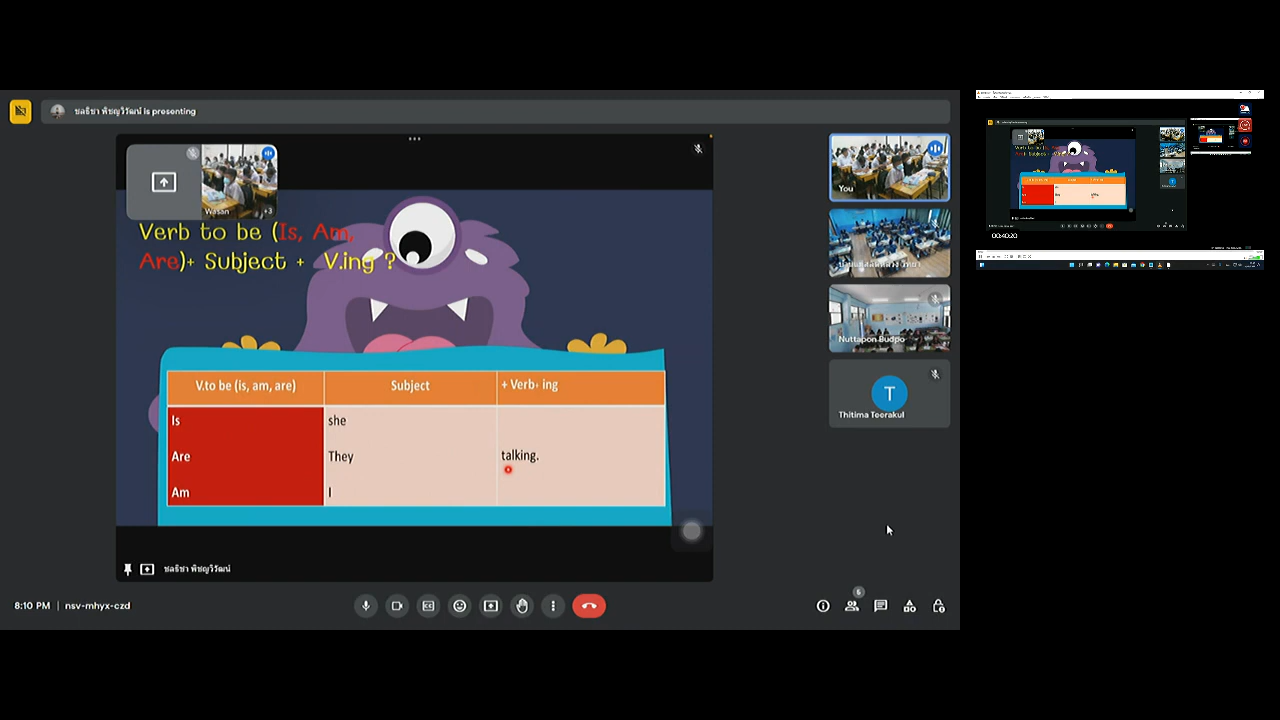 ชลธิชา พิชญวิวัฒน์ is presenting
Wasan
+3
You
Verb to be (Is, Am,
Are)+ Subject + V.ing ?
Nuttapon Budpo
V.to be (is, am, are) Subject + Verb+ ing
T
Thitima Teerakul
Is she
Are They talking.
Am I
ชลธิชา พิชญวิวัฒน์
8:10 PM | nsv-mhyx-czd
6
00:40:20